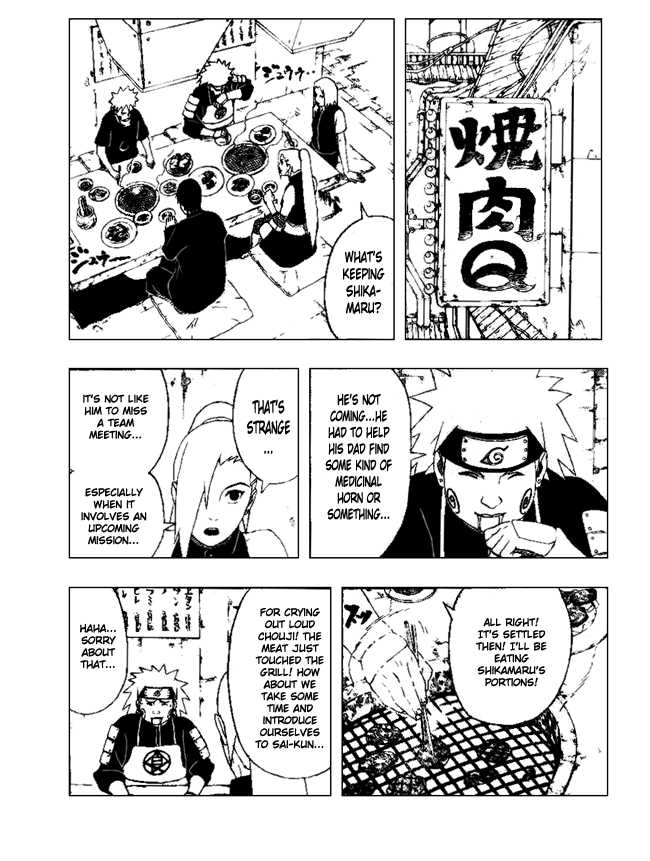 焼
肉
Q
ジュウウ…
WHAT'S
KEEPING
SHIKA-
MARU?
HE'S NOT
COMING...HE
HAD TO HELP
HIS DAD FIND
SOME KIND OF
MEDICINAL
HORN OR
SOMETHING...
THAT'S
STRANGE
...
IT'S NOT LIKE
HIM TO MISS
A TEAM
MEETING...
ESPECIALLY
WHEN IT
INVOLVES AN
UPCOMING
MISSION...
ALL RIGHT!
IT'S SETTLED
THEN! I'LL BE
EATING
SHIKAMARU'S
PORTIONS!
FOR CRYING
OUT LOUD
CHOUJI! THE
MEAT JUST
TOUCHED THE
GRILL! HOW
ABOUT WE
TAKE SOME
TIME AND
INTRODUCE
OURSELVES
TO SAI-KUN...
HAHA...
SORRY
ABOUT
THAT...